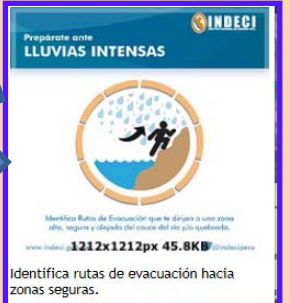 INDECI
Prepárate ante
LLUVIAS INTENSAS
Identifica Rutas de Evacuación que te dirijan a una zona
alta, segura y alejada del cauce del río y/o quebrada.
www.indeci.g 1212x1212px 45.8KB @indeciperu
Identifica rutas de evacuación hacia
zonas seguras.